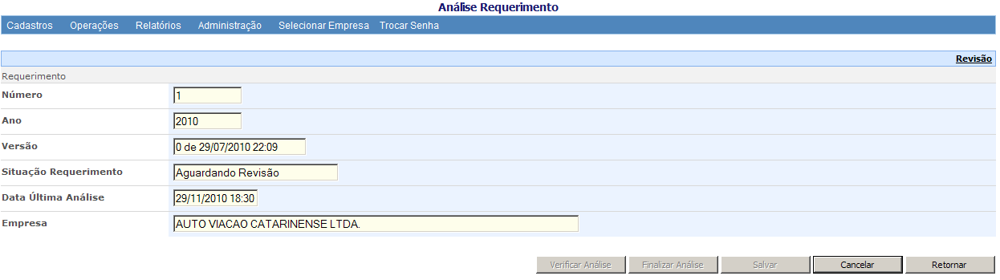 Análise Requerimento
Cadastros Operações Relatórios Administração Selecionar Empresa Trocar Senha
Revisão
Requerimento
Número 1
Ano 2010
Versão 0 de 29/07/2010 22:09
Situação Requerimento Aguardando Revisão
Data Última Análise 29/11/2010 18:30
Empresa AUTO VIACAO CATARINENSE LTDA.
Verificar Análise Finalizar Análise Salvar Cancelar Retornar